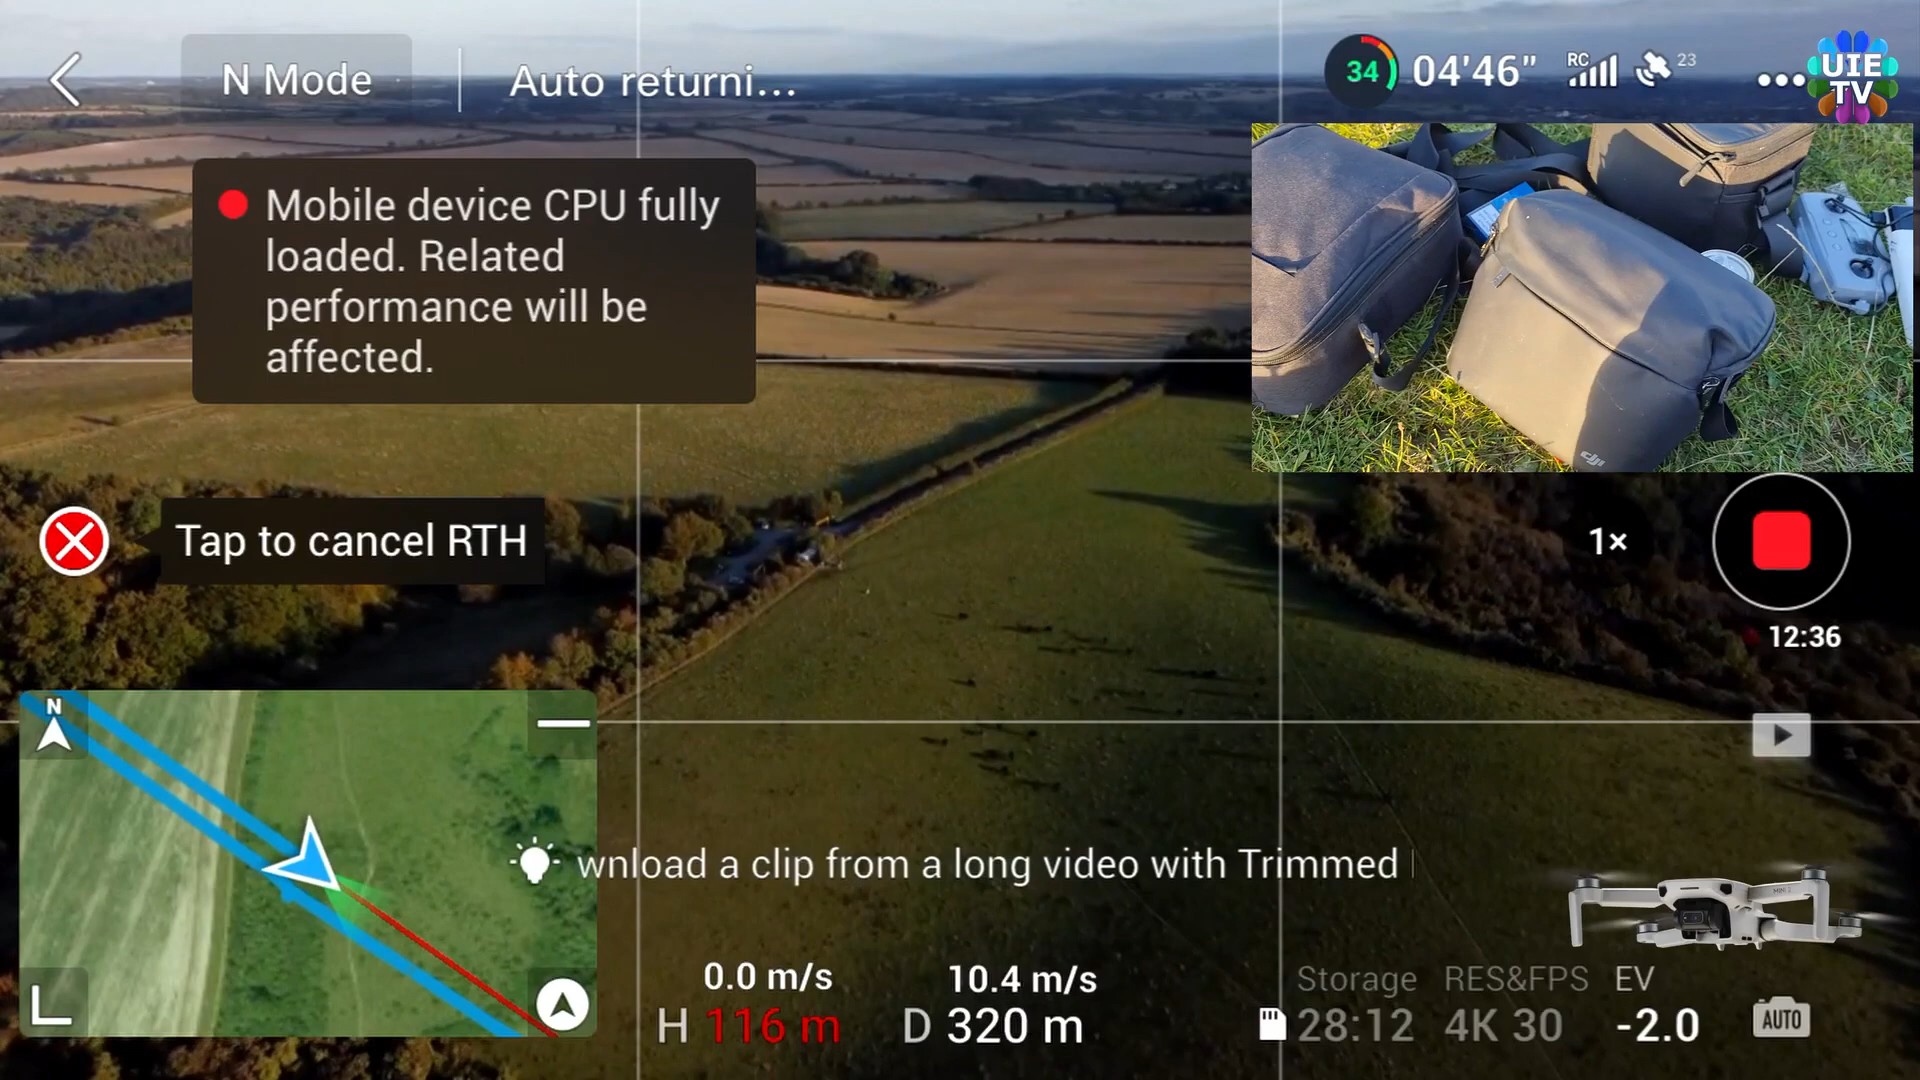 N Mode
Auto returni...
34
04'46"
RC
23
UIE
TV
Mobile device CPU fully
loaded. Related
performance will be
affected.
dji
Tap to cancel RTH
1×
12:36
N
wnload a clip from a long video with Trimmed
0.0 m/s
10.4 m/s
H 116 m
D 320 m
Storage
RES&FPS
EV
28:12
4K 30
-2.0
AUTO